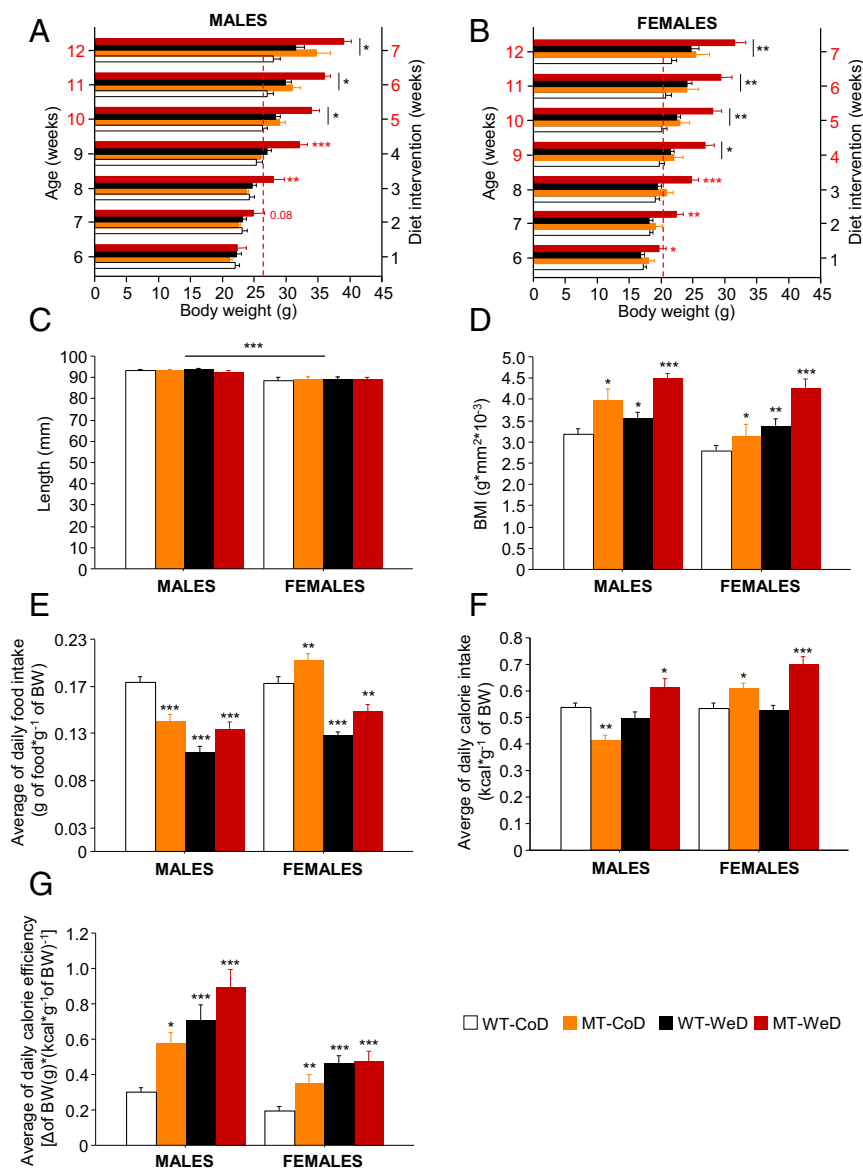 A
MALES
Age (weeks)
12
11
10
9
8
7
6
*
*
*
***
**
0.08
7
6
5
4
3
2
1
Diet intervention (weeks)
0 5 10 15 20 25 30 35 40 45
Body weight (g)
B
FEMALES
Age (weeks)
12
11
10
9
8
7
6
**
**
**
*
***
**
*
7
6
5
4
3
2
1
Diet intervention (weeks)
0 5 10 15 20 25 30 35 40 45
Body weight (g)
C
Length (mm)
100
90
80
70
60
50
40
30
20
10
0
***
MALES FEMALES
D
BMI (g*mm²*10⁻³)
5.0
4.5
4.0
3.5
3.0
2.5
2.0
1.5
1.0
0.5
0
* * *** * ** ***
MALES FEMALES
E
Average of daily food intake
(g of food*g⁻¹ of BW)
0.23
0.17
0.13
0.08
0.03
0
*** *** *** ** *** **
MALES FEMALES
F
Averge of daily calorie intake
(kcal*g⁻¹ of BW)
0.8
0.7
0.6
0.5
0.4
0.3
0.2
0.1
0
** * * ***
MALES FEMALES
G
Average of daily calorie efficiency
[Δof BW(g)*(kcal*g⁻¹of BW)⁻¹]
1.2
1.0
0.8
0.6
0.4
0.2
0
* *** *** ** *** ***
MALES FEMALES
WT-CoD MT-CoD WT-WeD MT-WeD